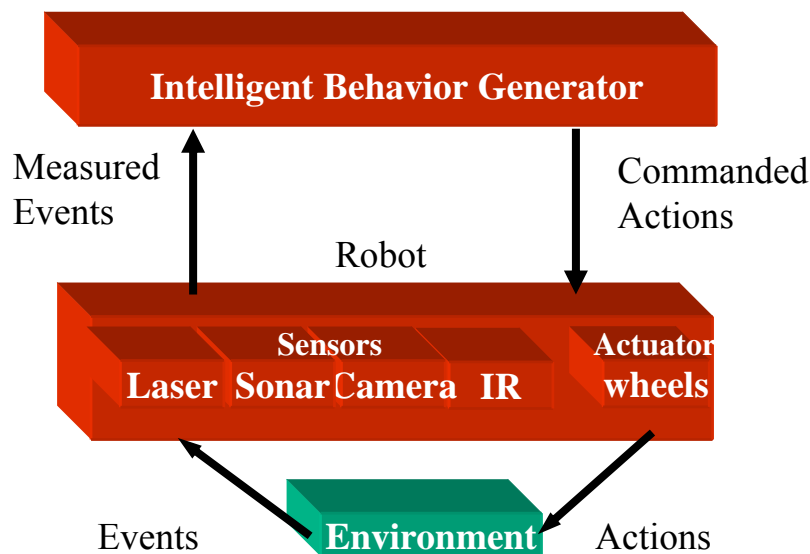 Intelligent Behavior Generator
Measured
Events
Commanded
Actions
Robot
Sensors
Actuator
Laser Sonar Camera IR wheels
Events
Environment
Actions